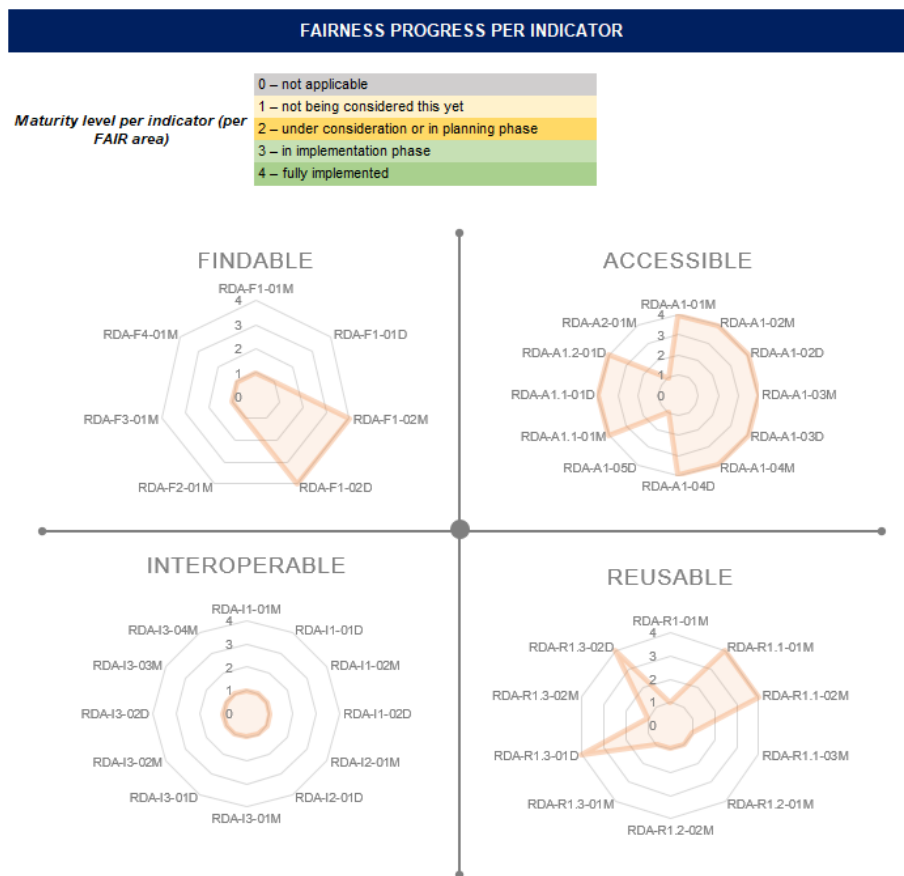 FAIRNESS PROGRESS PER INDICATOR
Maturity level per indicator (per
FAIR area)
0 – not applicable
1 – not being considered this yet
2 – under consideration or in planning phase
3 – in implementation phase
4 – fully implemented
FINDABLE
RDA-F1-01M
RDA-F1-01D
RDA-F1-02M
RDA-F1-02D
RDA-F2-01M
RDA-F3-01M
RDA-F4-01M
4
3
2
1
0
ACCESSIBLE
RDA-A1-01M
RDA-A1-02M
RDA-A1-02D
RDA-A1-03M
RDA-A1-03D
RDA-A1-04M
RDA-A1-04D
RDA-A1-05D
RDA-A1.1-01M
RDA-A1.1-01D
RDA-A1.2-01D
RDA-A2-01M
4
3
2
1
0
INTEROPERABLE
RDA-I1-01M
RDA-I1-01D
RDA-I1-02M
RDA-I1-02D
RDA-I2-01M
RDA-I2-01D
RDA-I3-01M
RDA-I3-01D
RDA-I3-02M
RDA-I3-02D
RDA-I3-03M
RDA-I3-04M
4
3
2
1
0
REUSABLE
RDA-R1-01M
RDA-R1.1-01M
RDA-R1.1-02M
RDA-R1.1-03M
RDA-R1.2-01M
RDA-R1.2-02M
RDA-R1.3-01M
RDA-R1.3-01D
RDA-R1.3-02M
RDA-R1.3-02D
4
3
2
1
0